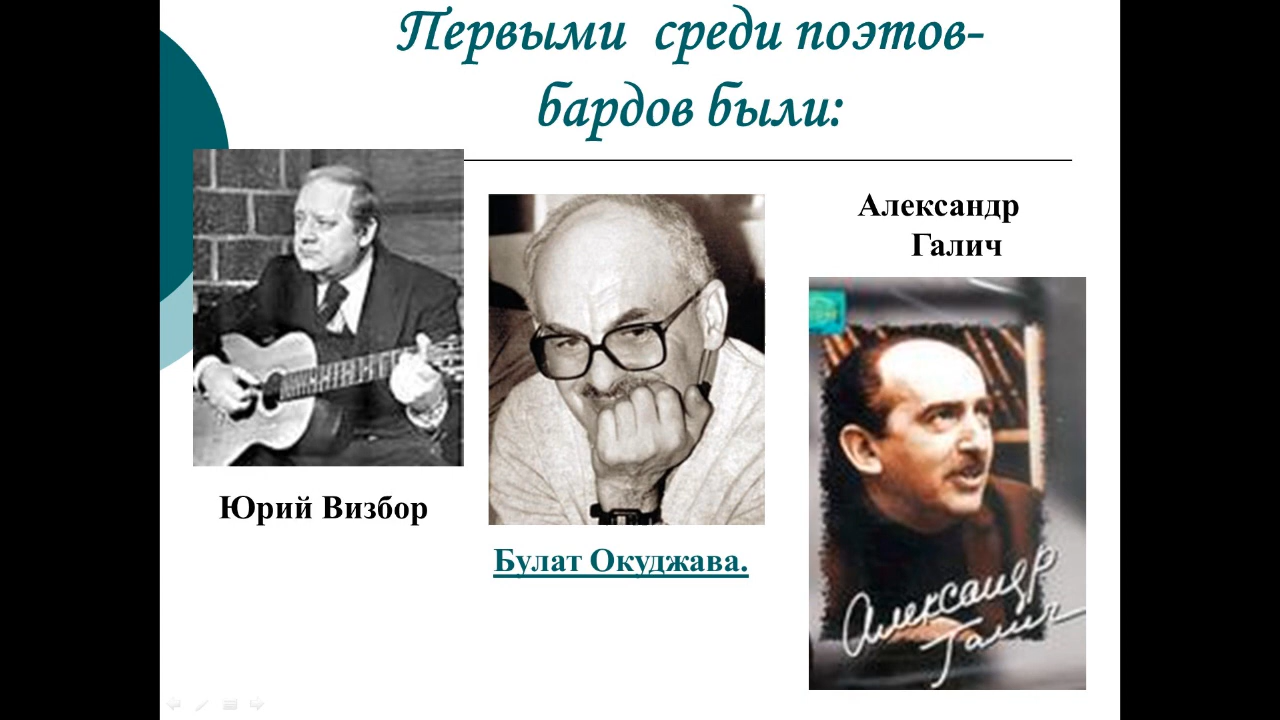 Первыми среди поэтов-
бардов были:
Александр
Галич
Юрий Визбор
Булат Окуджава.
Александр
Галич